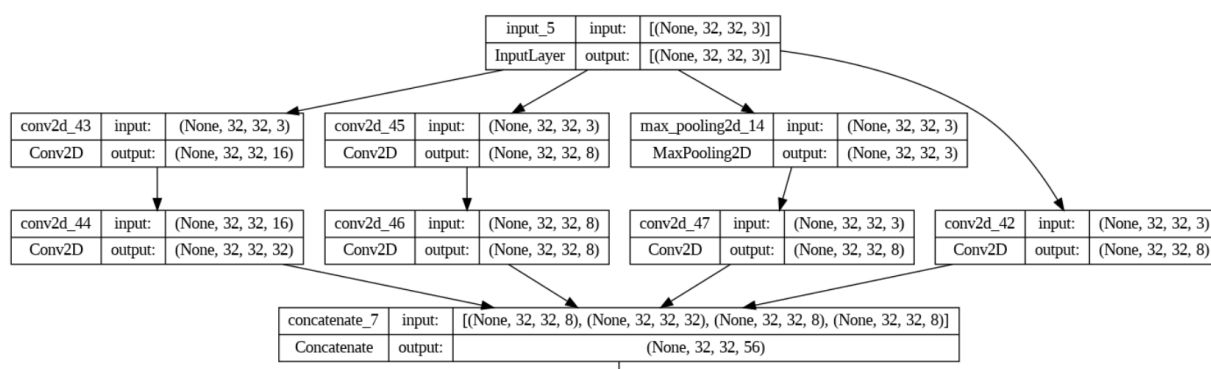 input_5 input: [(None, 32, 32, 3)]
InputLayer output: [(None, 32, 32, 3)]
conv2d_43 input: (None, 32, 32, 3)
Conv2D output: (None, 32, 32, 16)
conv2d_45 input: (None, 32, 32, 3)
Conv2D output: (None, 32, 32, 8)
max_pooling2d_14 input: (None, 32, 32, 3)
MaxPooling2D output: (None, 32, 32, 3)
conv2d_44 input: (None, 32, 32, 16)
Conv2D output: (None, 32, 32, 32)
conv2d_46 input: (None, 32, 32, 8)
Conv2D output: (None, 32, 32, 8)
conv2d_47 input: (None, 32, 32, 3)
Conv2D output: (None, 32, 32, 8)
conv2d_42 input: (None, 32, 32, 3)
Conv2D output: (None, 32, 32, 8)
concatenate_7 input: [(None, 32, 32, 8), (None, 32, 32, 32), (None, 32, 32, 8), (None, 32, 32, 8)]
Concatenate output: (None, 32, 32, 56)